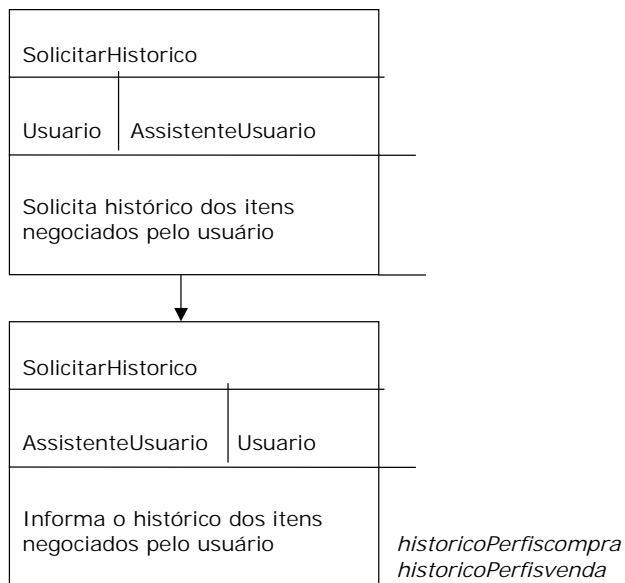 SolicitarHistorico
Usuario AssistenteUsuario
Solicita histórico dos itens
negociados pelo usuário
SolicitarHistorico
AssistenteUsuario Usuario
Informa o histórico dos itens
negociados pelo usuário
historicoPerfiscompra
historicoPerfisvenda